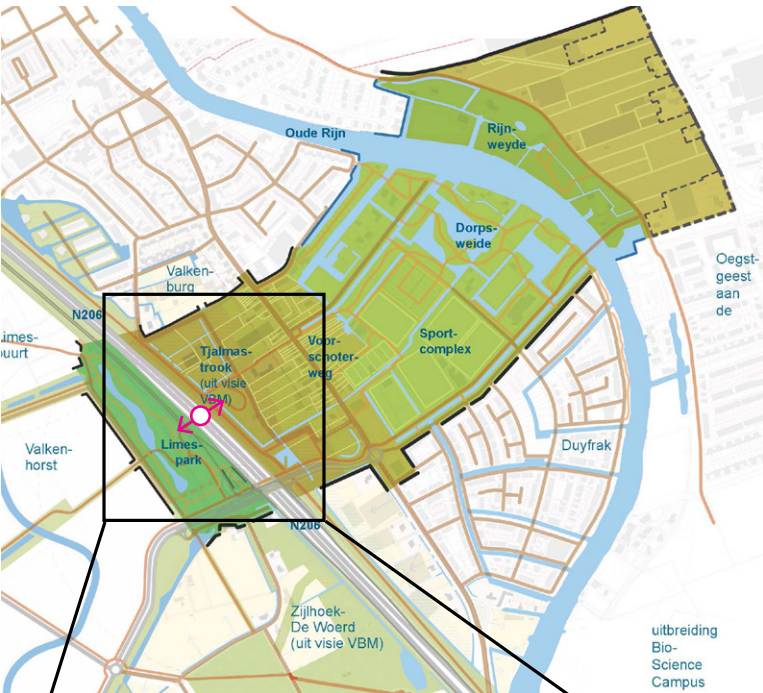 Oude Rijn
Rijn-
weyde
Dorps-
weide
Oegst-
geest
aan
de
Valken-
burg
N206
imes-
uurt
Tjalmas-
trook
(uit visie
VBM)
Voor-
schoter-
weg
Sport-
complex
Limes-
park
Valken-
horst
Duyfrak
N206
Zijlhoek-
De Woerd
(uit visie VBM)
uitbreiding
Bio-
Science
Campus